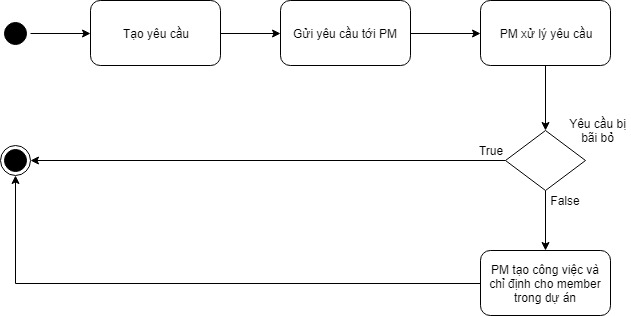 Tạo yêu cầu
Gửi yêu cầu tới PM
PM xử lý yêu cầu
Yêu cầu bị
bãi bỏ
True
False
PM tạo công việc và
chỉ định cho member
trong dự án